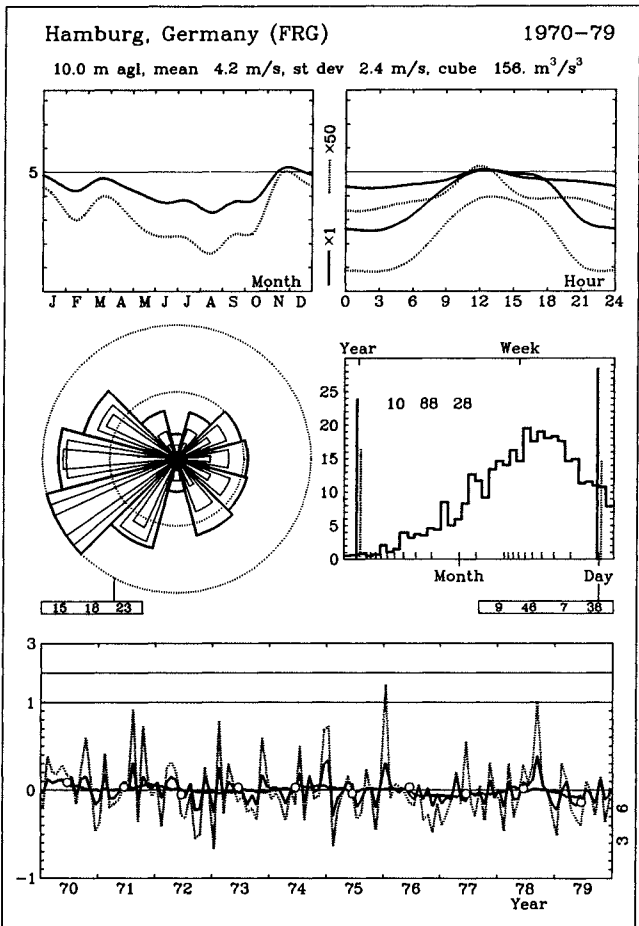 Hamburg, Germany (FRG) 1970-79
10.0 m agl, mean 4.2 m/s, st dev 2.4 m/s, cube 156. m³/s³
5
×1 ×50
Month
Hour
J F M A M J J A S O N D
0 3 6 9 12 15 18 21 24
Year Week
30
25
20
15
10
5
0
10 88 28
Month Day
15 18 23
9 46 7 36
3
1
0
-1
3 6
70 71 72 73 74 75 76 77 78 79
Year